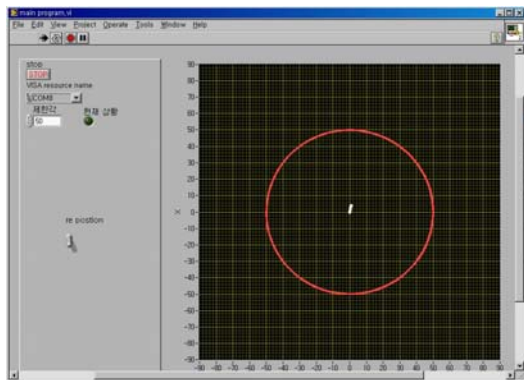 main program.vi
File Edit View Project Operate Tools Window Help
stop
STOP
VISA resource name
COM8
제한각
현재 상황
50
re postion
X
90
80
70
60
50
40
30
20
10
0
-10
-20
-30
-40
-50
-60
-70
-80
-90
-90 -80 -70 -60 -50 -40 -30 -20 -10 0 10 20 30 40 50 60 70 80 90